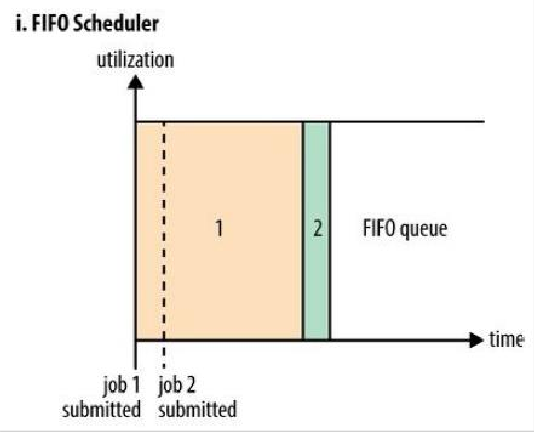 i. FIFO Scheduler
utilization
1
2
FIFO queue
time
job 1 job 2
submitted submitted